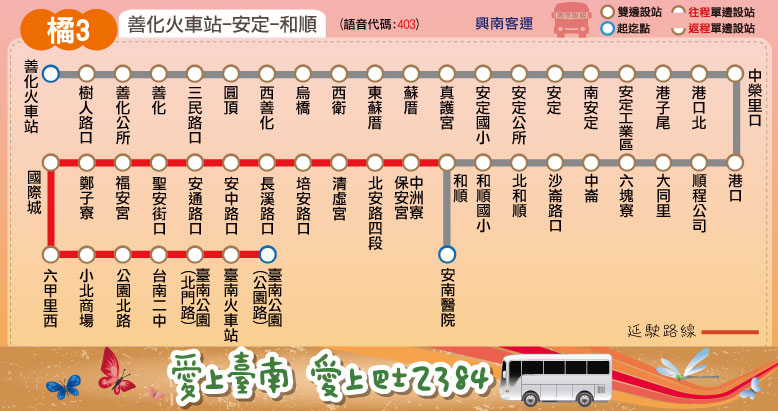 橘3
善化火車站-安定-和順
(語音代碼:403)
興南客運
雙邊設站
往程單邊設站
起迄點
返程單邊設站
善化火車站
樹人路口
善化公所
善化
三民路口
圓頂
西善化
烏橋
西衛
東蘇厝
蘇厝
真護宮
安定國小
安定公所
安定
南安定
安定工業區
港子尾
港口北
中榮里口
港口
順程公司
大同里
六塊寮
中崙
沙崙路口
北和順
和順國小
和順
安南醫院
中洲寮保安宮
北安路四段
清虛宮
培安路口
長溪路口
安中路口
安通路口
聖安街口
福安宮
鄭子寮
國際城
六甲里西
小北商場
公園北路
台南二中
臺南公園(北門路)
臺南火車站
臺南公園(公園路)
延駛路線
愛上臺南 愛上巴士2384